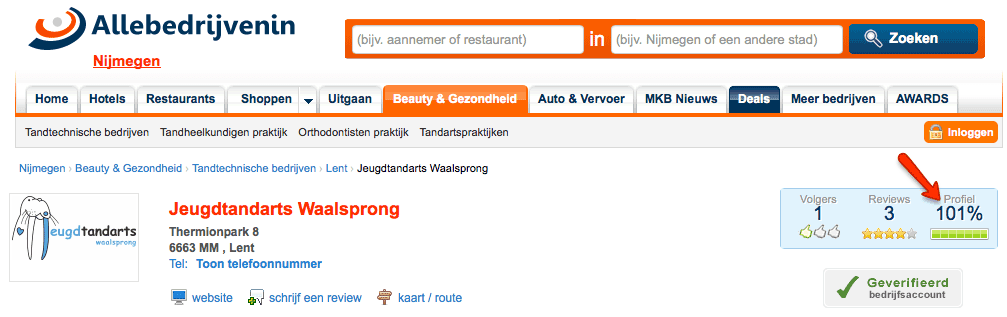 Allebedrijvenin
Nijmegen
(bijv. aannemer of restaurant) in (bijv. Nijmegen of een andere stad) Zoeken
Home Hotels Restaurants Shoppen Uitgaan Beauty & Gezondheid Auto & Vervoer MKB Nieuws Deals Meer bedrijven AWARDS
Tandtechnische bedrijven Tandheelkundigen praktijk Orthodontisten praktijk Tandartspraktijken Inloggen
Nijmegen › Beauty & Gezondheid › Tandtechnische bedrijven › Lent › Jeugdtandarts Waalsprong
jeugdtandarts
waalsprong
Jeugdtandarts Waalsprong
Thermionpark 8
6663 MM , Lent
Tel: Toon telefoonnummer
website schrijf een review kaart / route
Volgers Reviews Profiel
1 3 101%
Geverifieerd
bedrijfsaccount